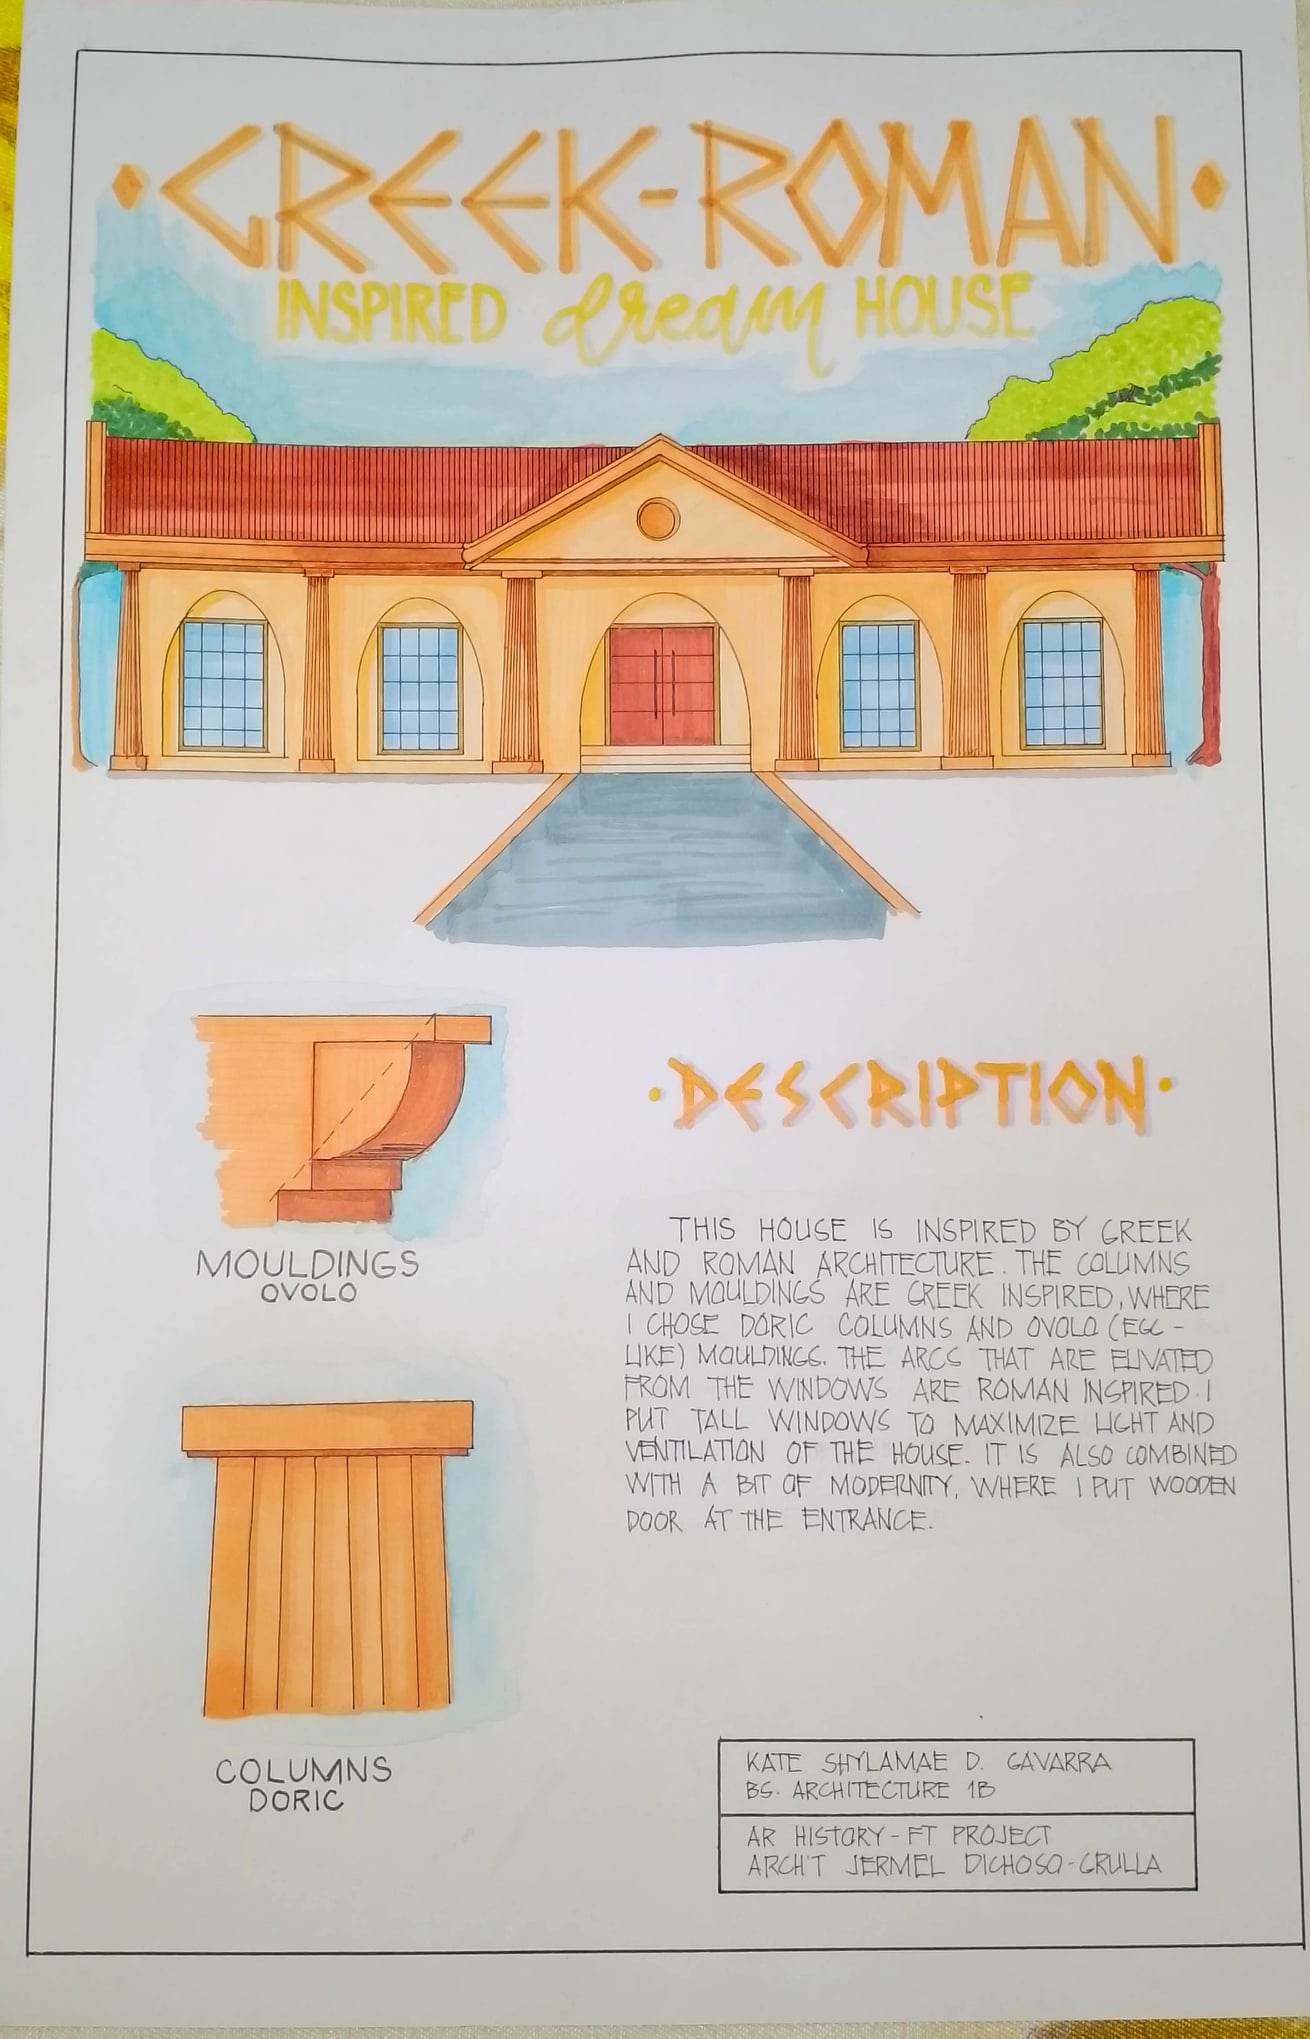 GREEK-ROMAN
INSPIRED dream HOUSE
MOULDINGS
OVOLO
COLUMNS
DORIC
DESCRIPTION
THIS HOUSE IS INSPIRED BY GREEK
AND ROMAN ARCHITECTURE. THE COLUMNS
AND MOULDINGS ARE GREEK INSPIRED, WHERE
I CHOSE DORIC COLUMNS AND OVOLO (EGG-
LIKE) MOULDINGS. THE ARCS THAT ARE ELIVATED
FROM THE WINDOWS ARE ROMAN INSPIRED. I
PUT TALL WINDOWS TO MAXIMIZE LIGHT AND
VENTILATION OF THE HOUSE. IT IS ALSO COMBINED
WITH A BIT OF MODERNITY, WHERE I PUT WOODEN
DOOR AT THE ENTRANCE.
KATE SHYLAMAE D. GAVARRA
BS. ARCHITECTURE 1B
AR HISTORY - FT PROJECT
ARCH'T JERMEL DICHOSO-GRULLA